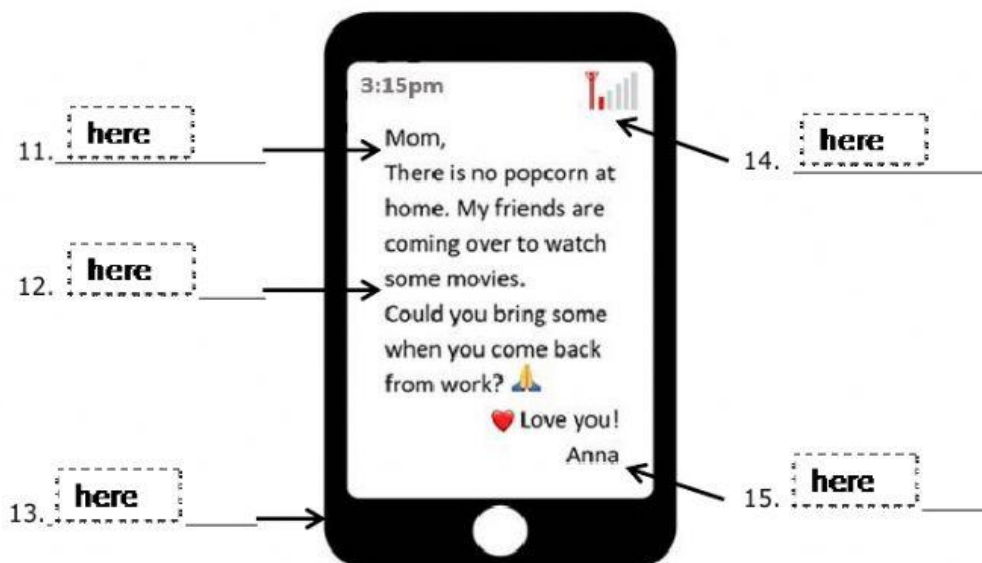 3:15pm
11. here
Mom,
14. here
There is no popcorn at
home. My friends are
coming over to watch
12. here
some movies.
Could you bring some
when you come back
from work? 🙏
❤️ Love you!
Anna
13. here
15. here